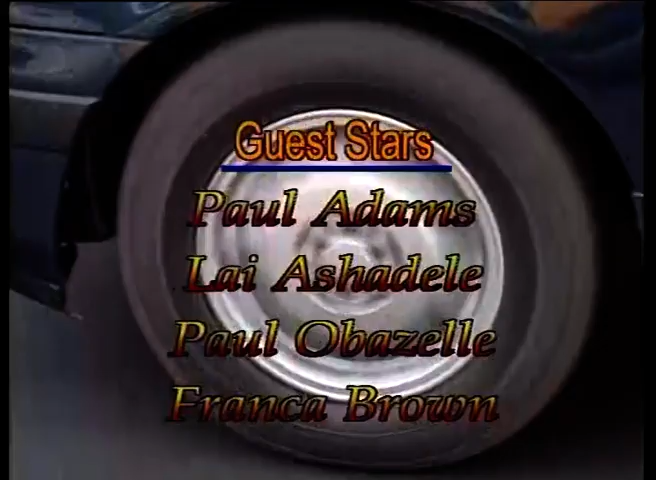 Guest Stars
Paul Adams
Lai Ashadele
Paul Obazelle
Franca Brown